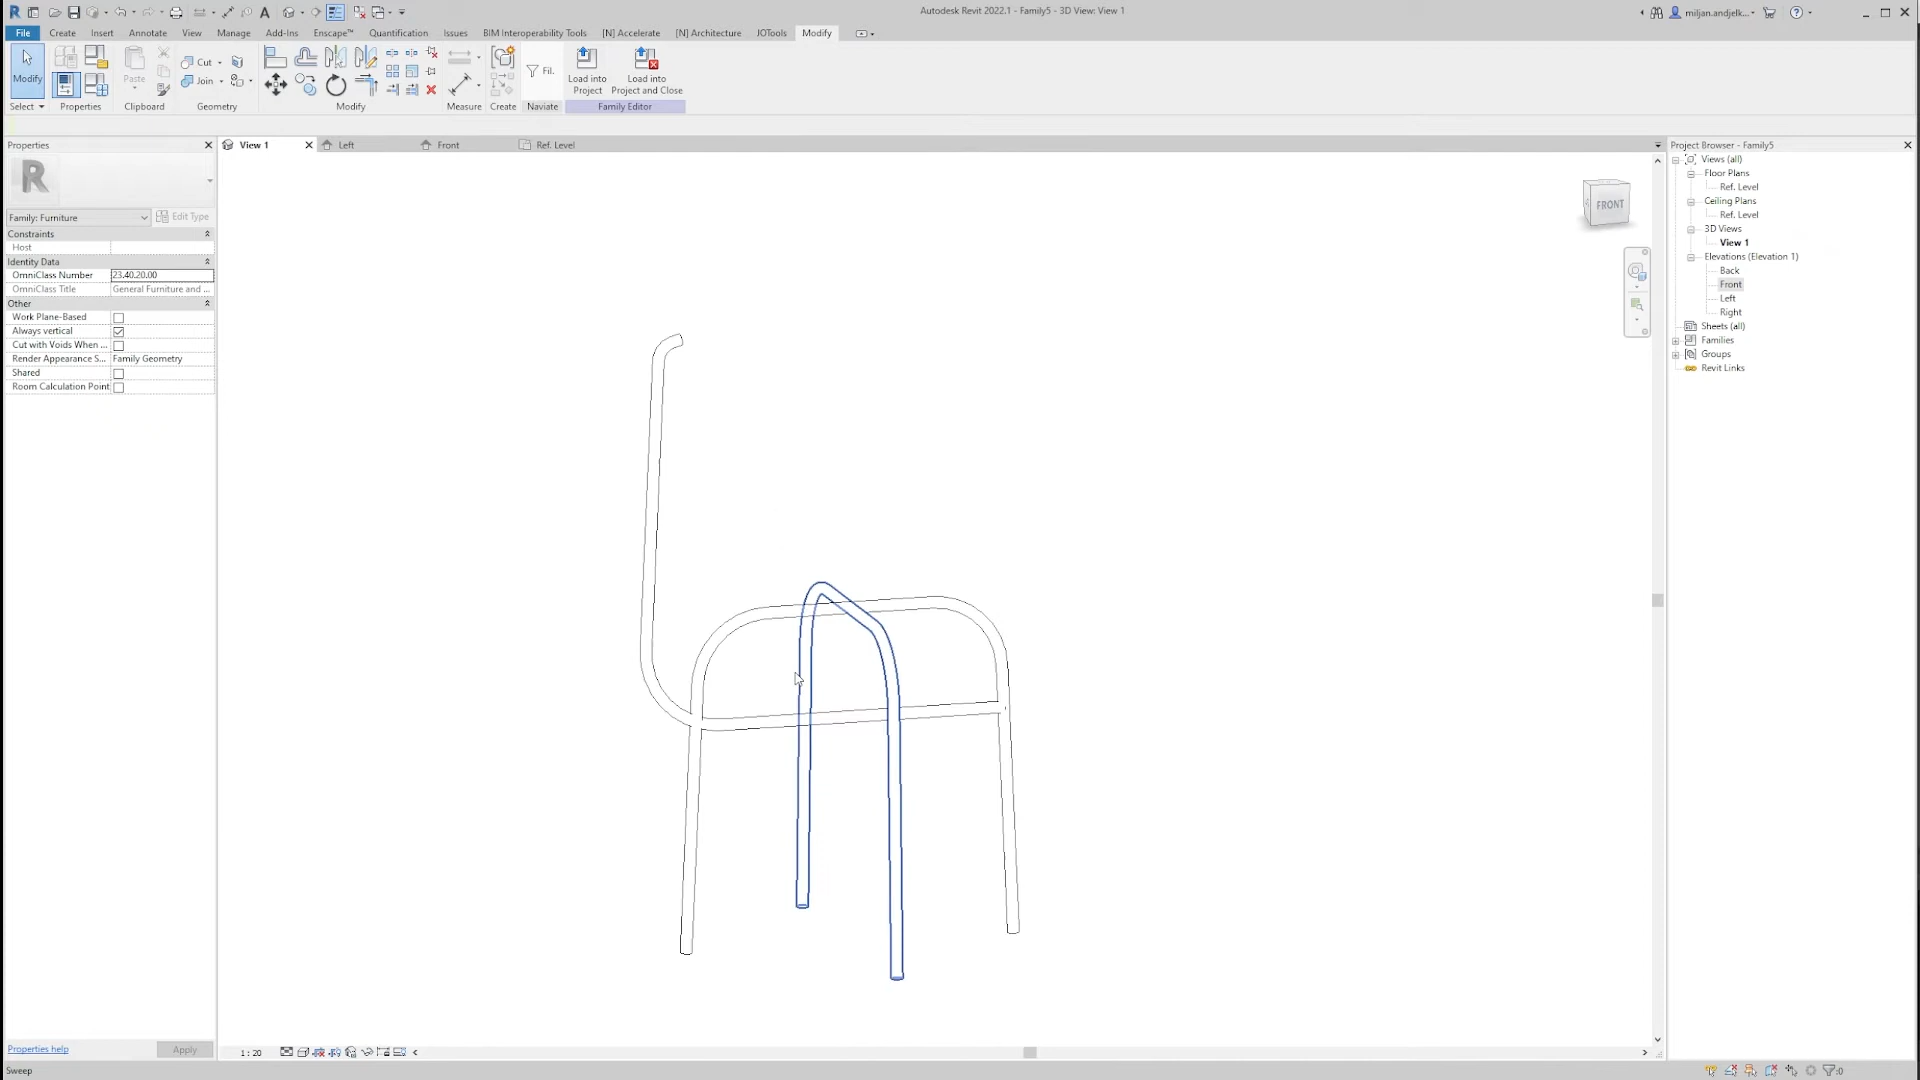 Autodesk Revit 2022.1 - Family5 - 3D View: View 1
miljan.andjelk...
File Create Insert Annotate View Manage Add-Ins Enscape™ Quantification Issues BIM Interoperability Tools [N] Accelerate [N] Architecture JOTools Modify
Modify
Paste
Cut
Join
Fil.
Load into
Project
Load into
Project and Close
Select Properties Clipboard Geometry Modify Measure Create Naviate Family Editor
Properties
View 1 Left Front Ref. Level
Project Browser - Family5
R
Family: Furniture
Edit Type
Constraints
Host
Identity Data
OmniClass Number 23.40.20.00
OmniClass Title General Furniture and ...
Other
Work Plane-Based
Always vertical
Cut with Voids When ...
Render Appearance S... Family Geometry
Shared
Room Calculation Point
FRONT
Views (all)
Floor Plans
Ref. Level
Ceiling Plans
Ref. Level
3D Views
View 1
Elevations (Elevation 1)
Back
Front
Left
Right
Sheets (all)
Families
Groups
Revit Links
Properties help
Apply
1 : 20
Sweep
:0